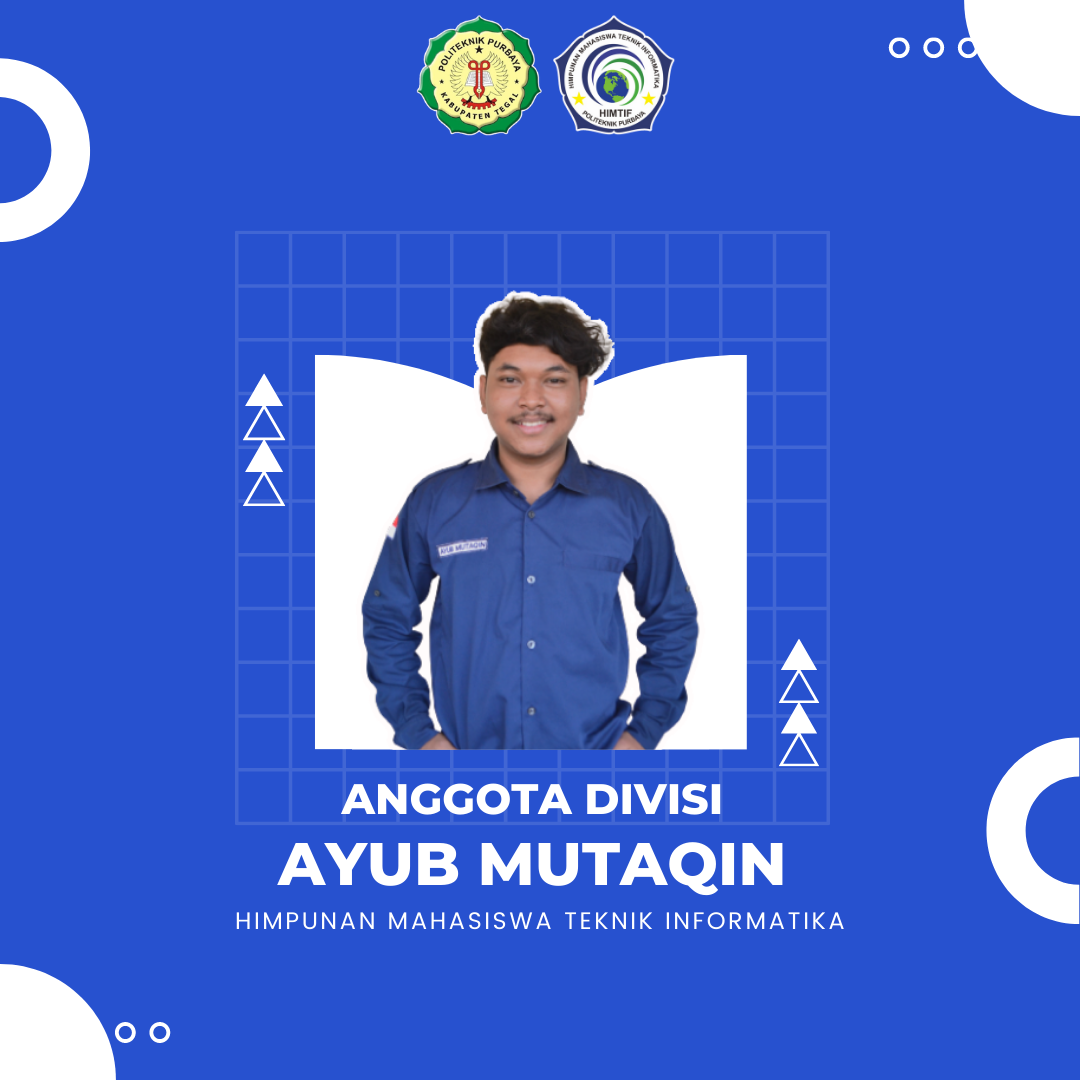 POLITEKNIK PURBAYA
KABUPATEN TEGAL
HIMPUNAN MAHASISWA TEKNIK INFORMATIKA
HIMTIF
POLITEKNIK PURBAYA
AYUB MUTAQIN
ANGGOTA DIVISI
AYUB MUTAQIN
HIMPUNAN MAHASISWA TEKNIK INFORMATIKA